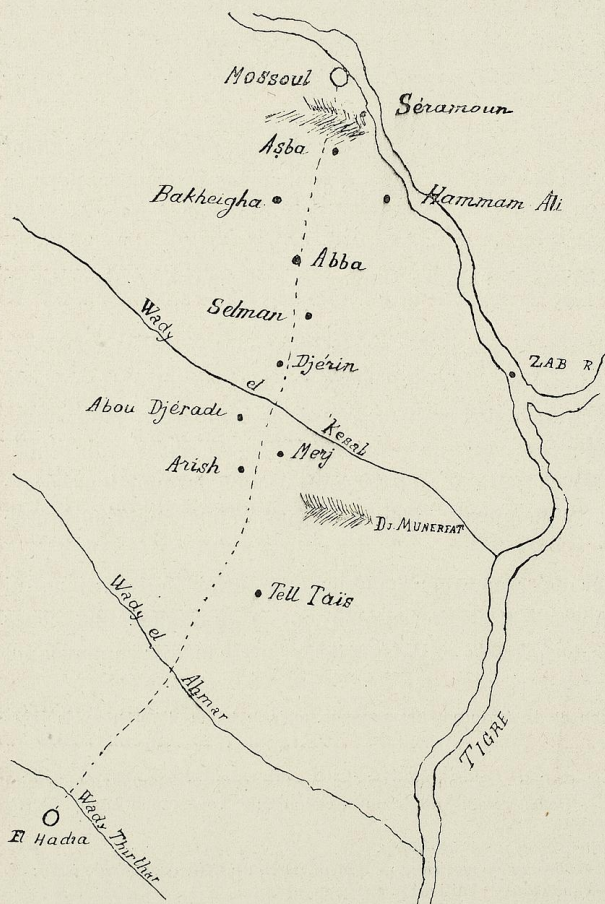 Mossoul
Séramoun
Asba
Bakheigha
Hammam Ali
Abba
Selman
Wady el Kesab
Djérin
ZAB R
Abou Djéradi
Merj
Arish
DJ. MUNERFAT
Tell Taïs
Wady el Ahmar
TIGRE
Wady Thirthar
El Hadra